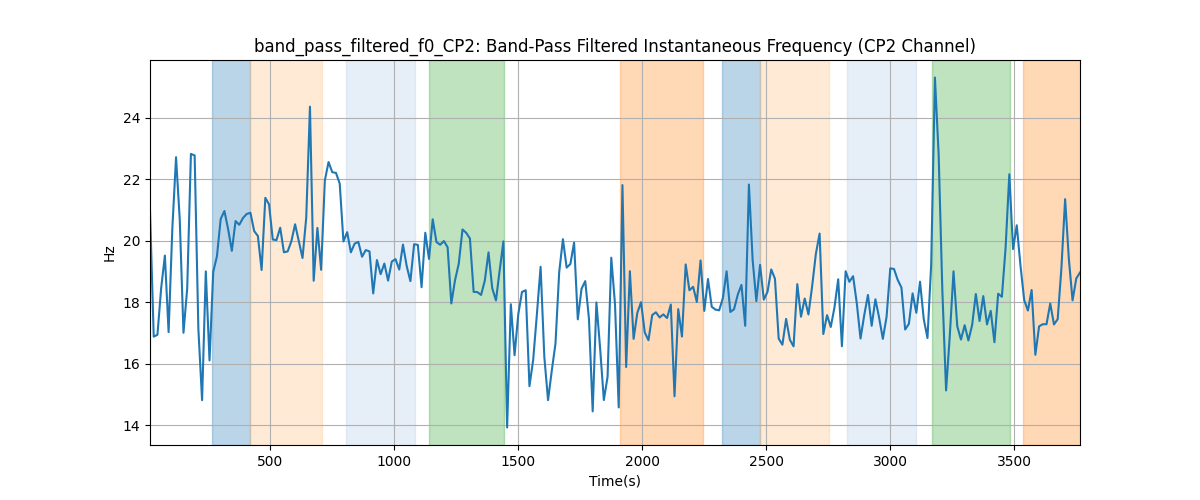 band_pass_filtered_f0_CP2: Band-Pass Filtered Instantaneous Frequency (CP2 Channel)
24
22
20
18
16
14
Hz
500 1000 1500 2000 2500 3000 3500
Time(s)